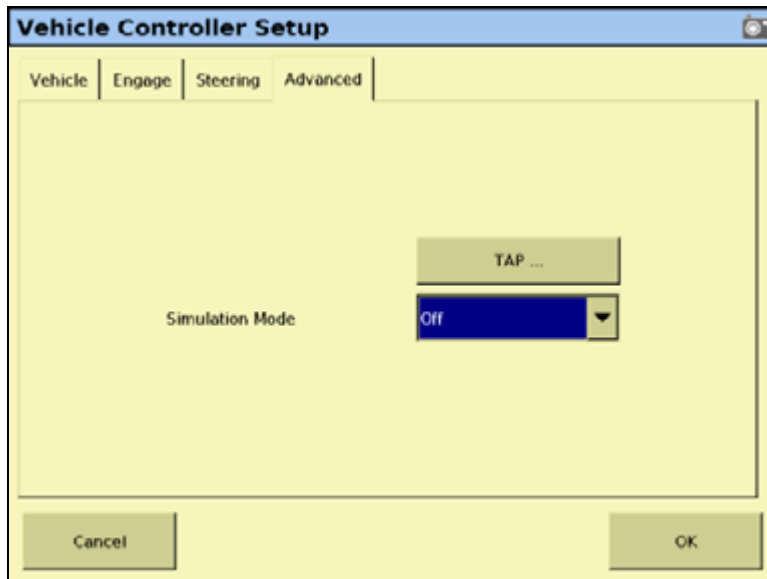 Vehicle Controller Setup
Vehicle Engage Steering Advanced
TAP ...
Simulation Mode Off
Cancel OK